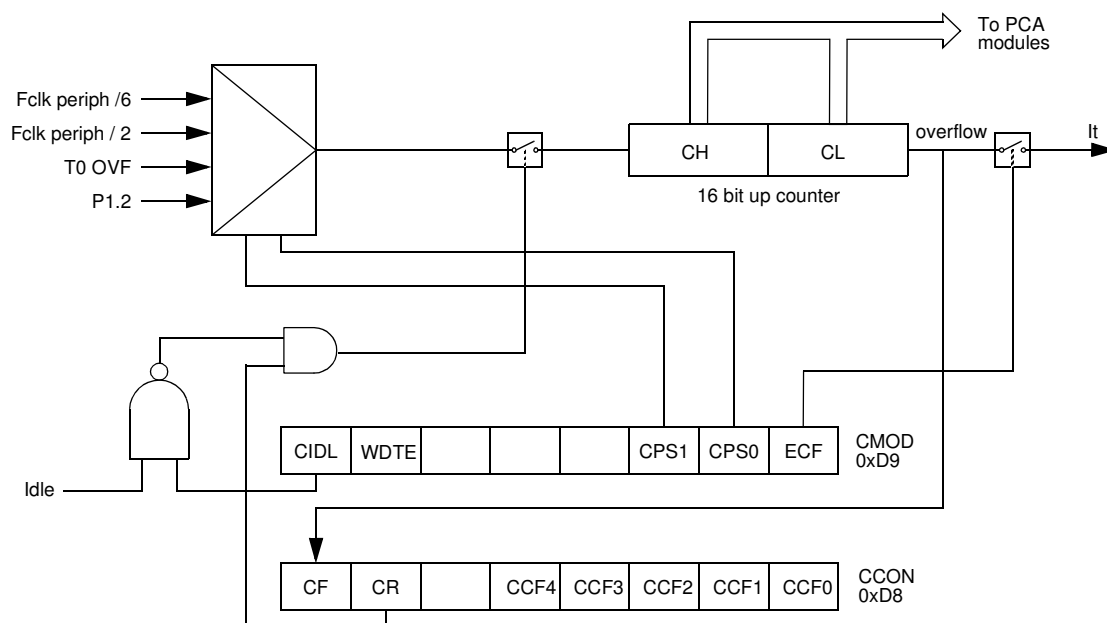 To PCA
modules
Fclk periph /6
Fclk periph / 2
T0 OVF
P1.2
CH
CL
overflow
It
16 bit up counter
CIDL
WDTE
CPS1
CPS0
ECF
CMOD
0xD9
Idle
CF
CR
CCF4
CCF3
CCF2
CCF1
CCF0
CCON
0xD8